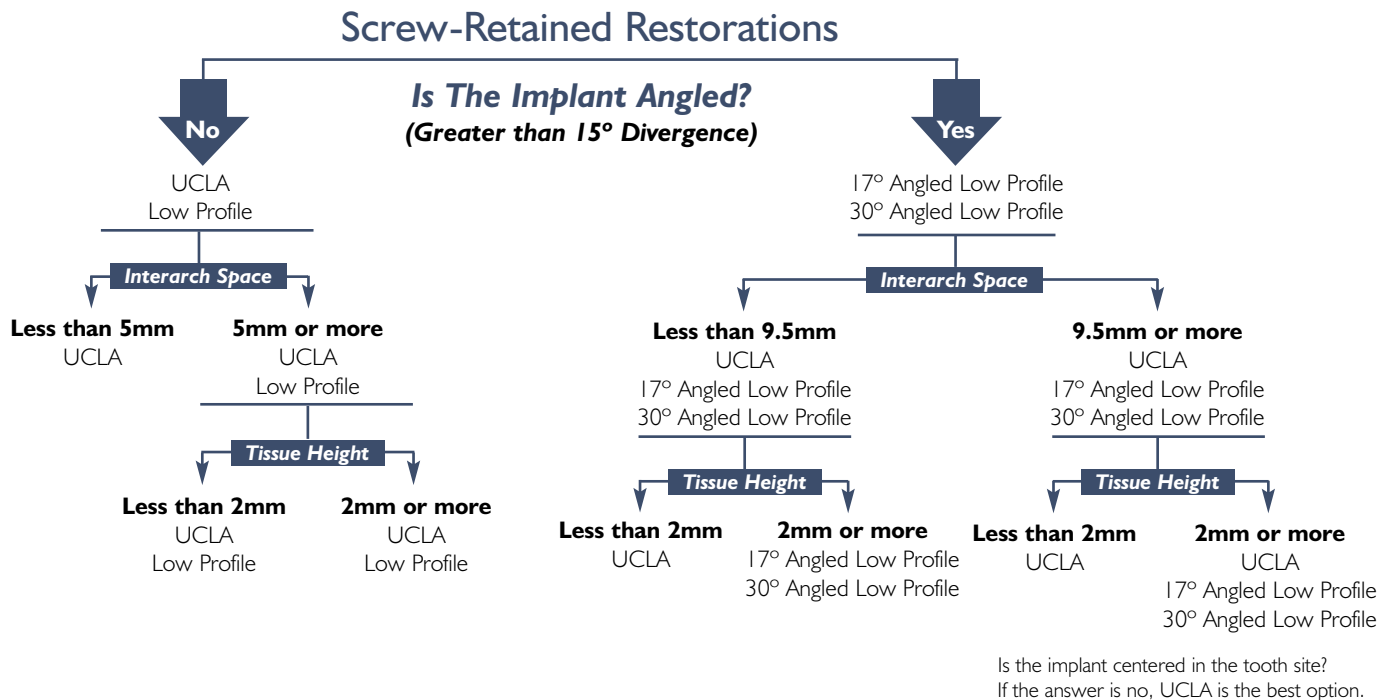 Screw-Retained Restorations
Is The Implant Angled?
(Greater than 15º Divergence)
No
UCLA
Low Profile
Interarch Space
Less than 5mm
UCLA
5mm or more
UCLA
Low Profile
Tissue Height
Less than 2mm
UCLA
Low Profile
2mm or more
UCLA
Low Profile
Yes
17º Angled Low Profile
30º Angled Low Profile
Interarch Space
Less than 9.5mm
UCLA
17º Angled Low Profile
30º Angled Low Profile
Tissue Height
Less than 2mm
UCLA
2mm or more
17º Angled Low Profile
30º Angled Low Profile
9.5mm or more
UCLA
17º Angled Low Profile
30º Angled Low Profile
Tissue Height
Less than 2mm
UCLA
2mm or more
UCLA
17º Angled Low Profile
30º Angled Low Profile
Is the implant centered in the tooth site?
If the answer is no, UCLA is the best option.